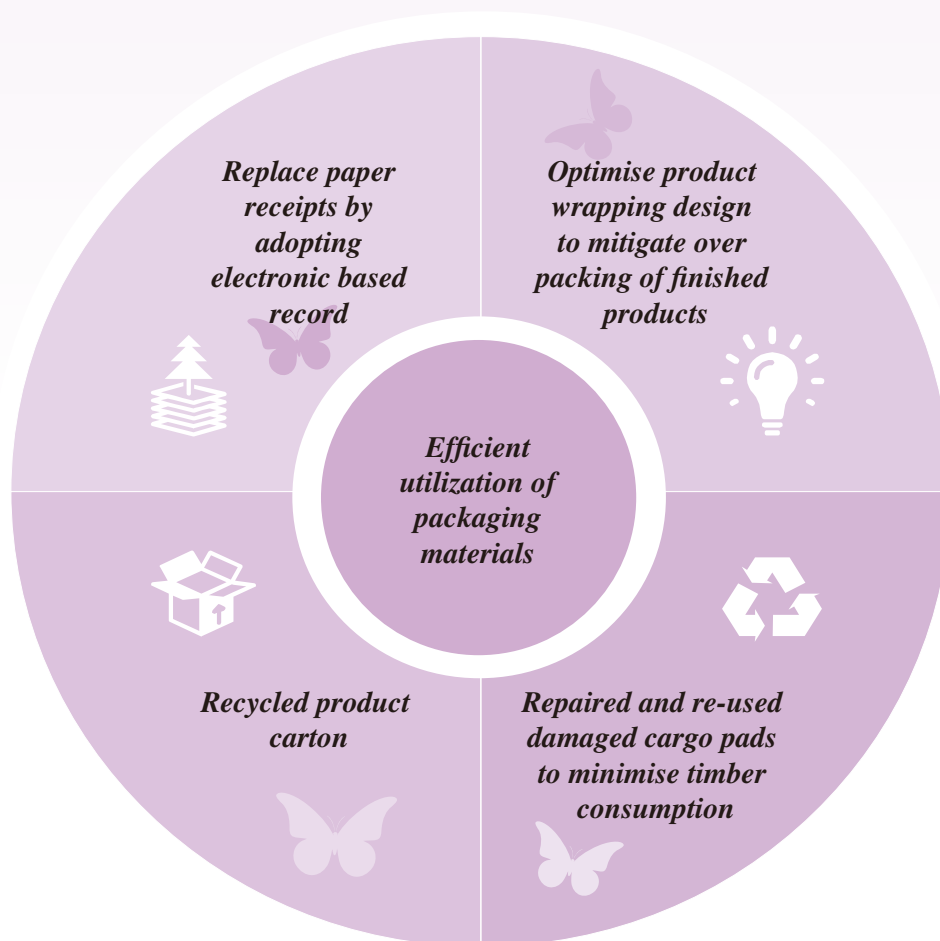 Replace paper
receipts by
adopting
electronic based
record
Optimise product
wrapping design
to mitigate over
packing of finished
products
Efficient
utilization of
packaging
materials
Recycled product
carton
Repaired and re-used
damaged cargo pads
to minimise timber
consumption